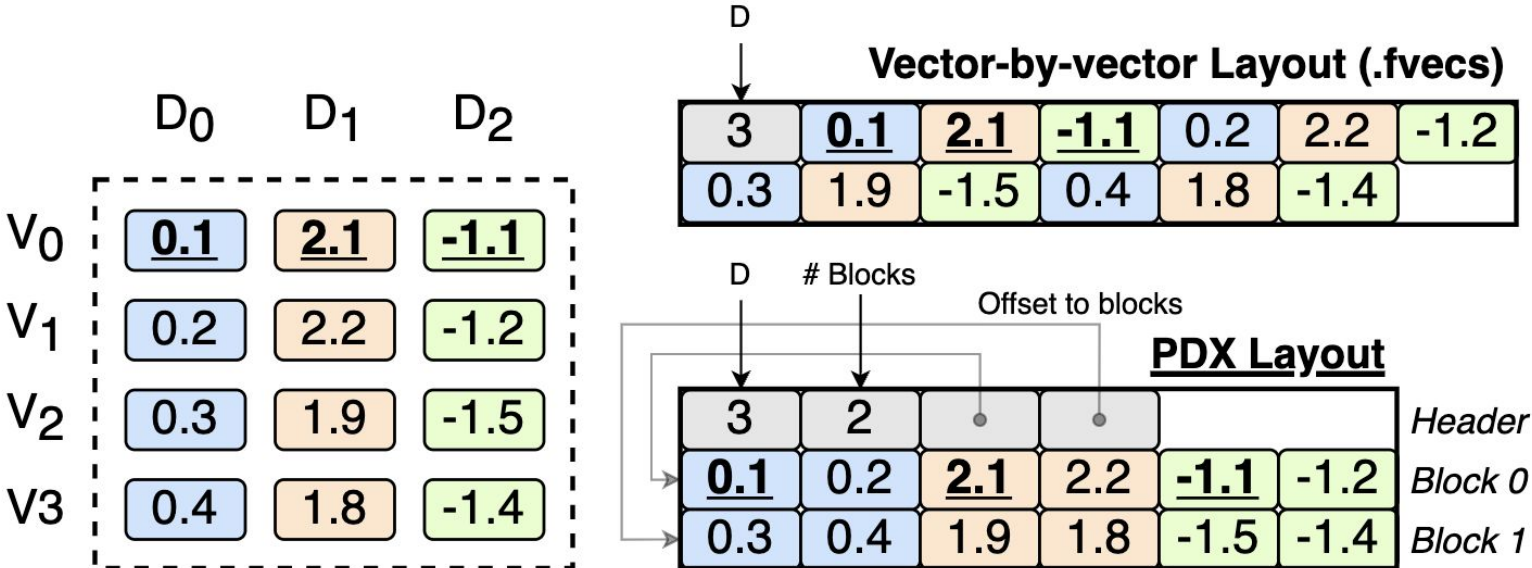 D₀ D₁ D₂
V₀ 0.1 2.1 -1.1
V₁ 0.2 2.2 -1.2
V₂ 0.3 1.9 -1.5
V3 0.4 1.8 -1.4
D
Vector-by-vector Layout (.fvecs)
3 0.1 2.1 -1.1 0.2 2.2 -1.2
0.3 1.9 -1.5 0.4 1.8 -1.4
D # Blocks
Offset to blocks
PDX Layout
3 2 Header
0.1 0.2 2.1 2.2 -1.1 -1.2 Block 0
0.3 0.4 1.9 1.8 -1.5 -1.4 Block 1